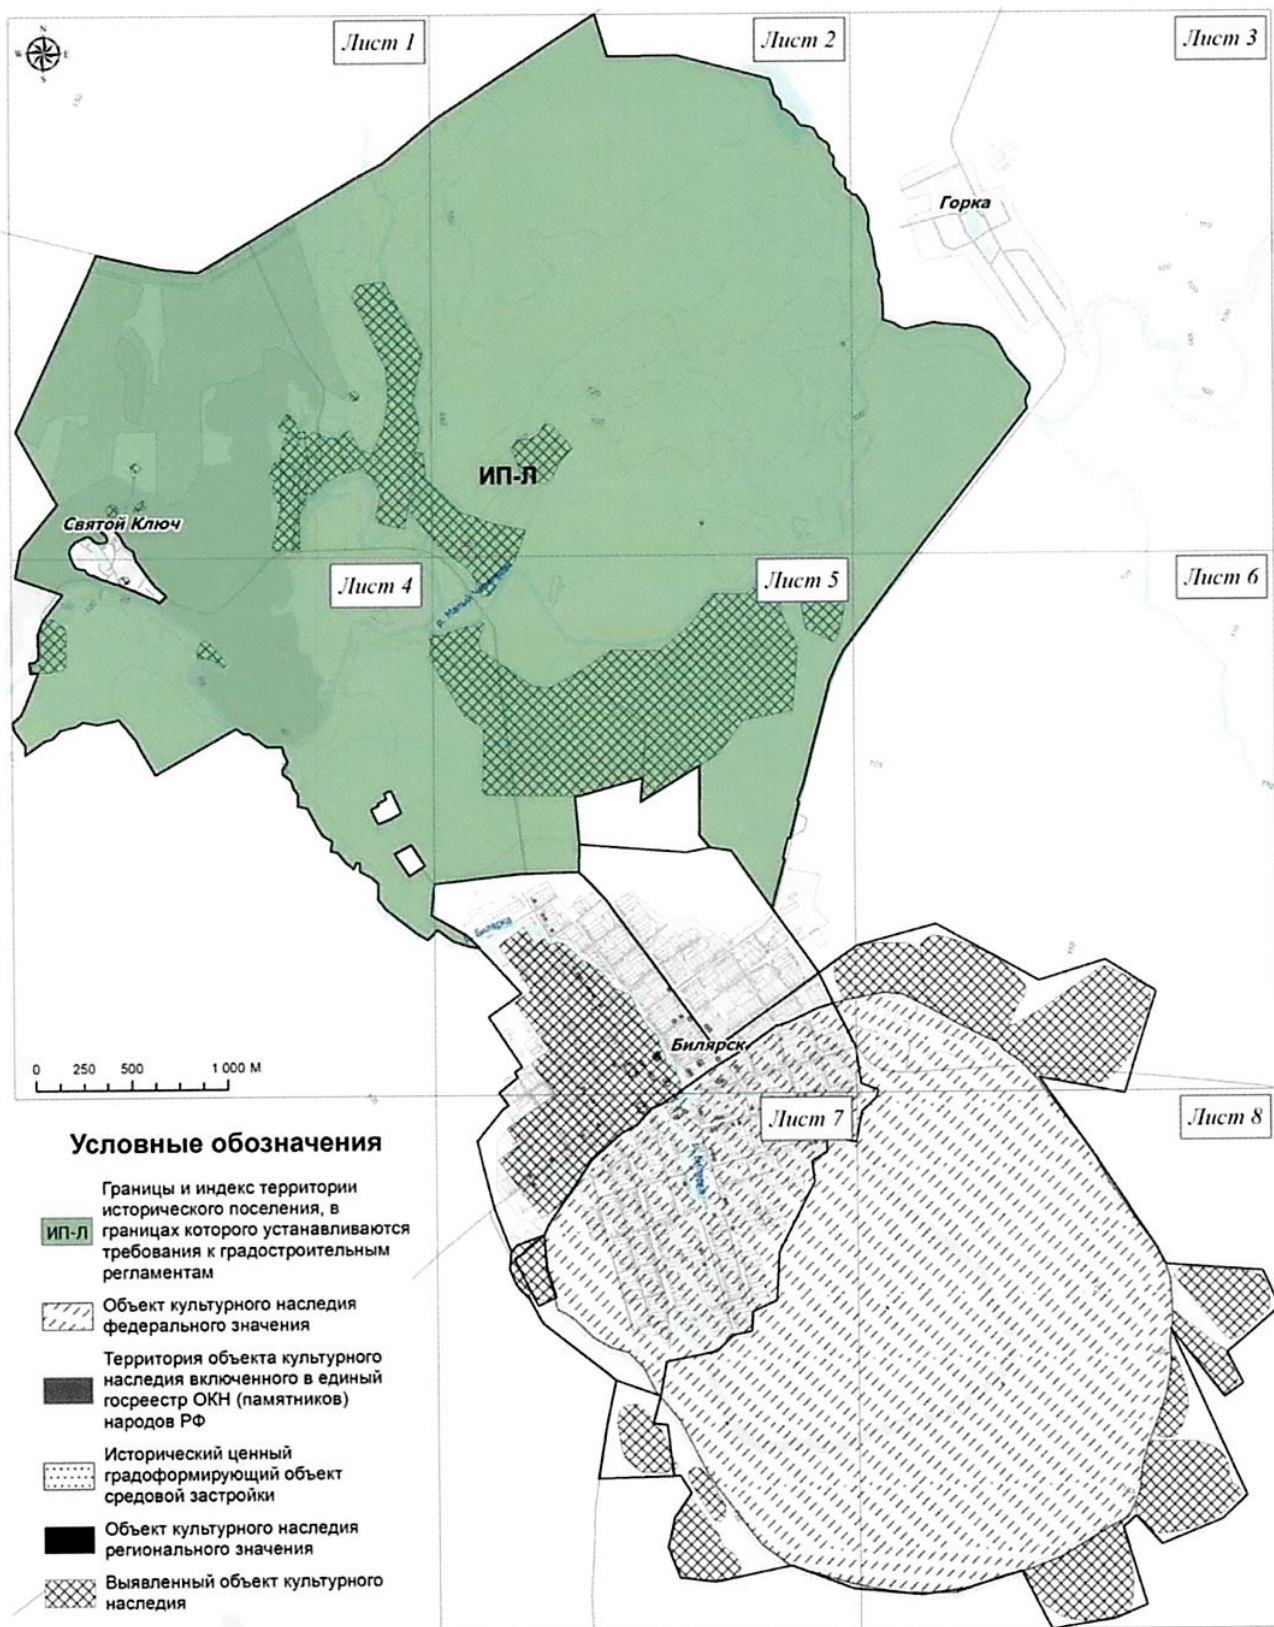 N
W
E
S
Лист 1
Лист 2
Лист 3
Горка
ИП-Л
Святой Ключ
Лист 4
Лист 5
Лист 6
Билярск
0 250 500 1 000 М
Лист 7
Лист 8
Условные обозначения
Границы и индекс территории
исторического поселения, в
ИП-Л
границах которого устанавливаются
требования к градостроительным
регламентам
Объект культурного наследия
федерального значения
Территория объекта культурного
наследия включенного в единый
госреестр ОКН (памятников)
народов РФ
Исторический ценный
градоформирующий объект
средовой застройки
Объект культурного наследия
регионального значения
Выявленный объект культурного
наследия